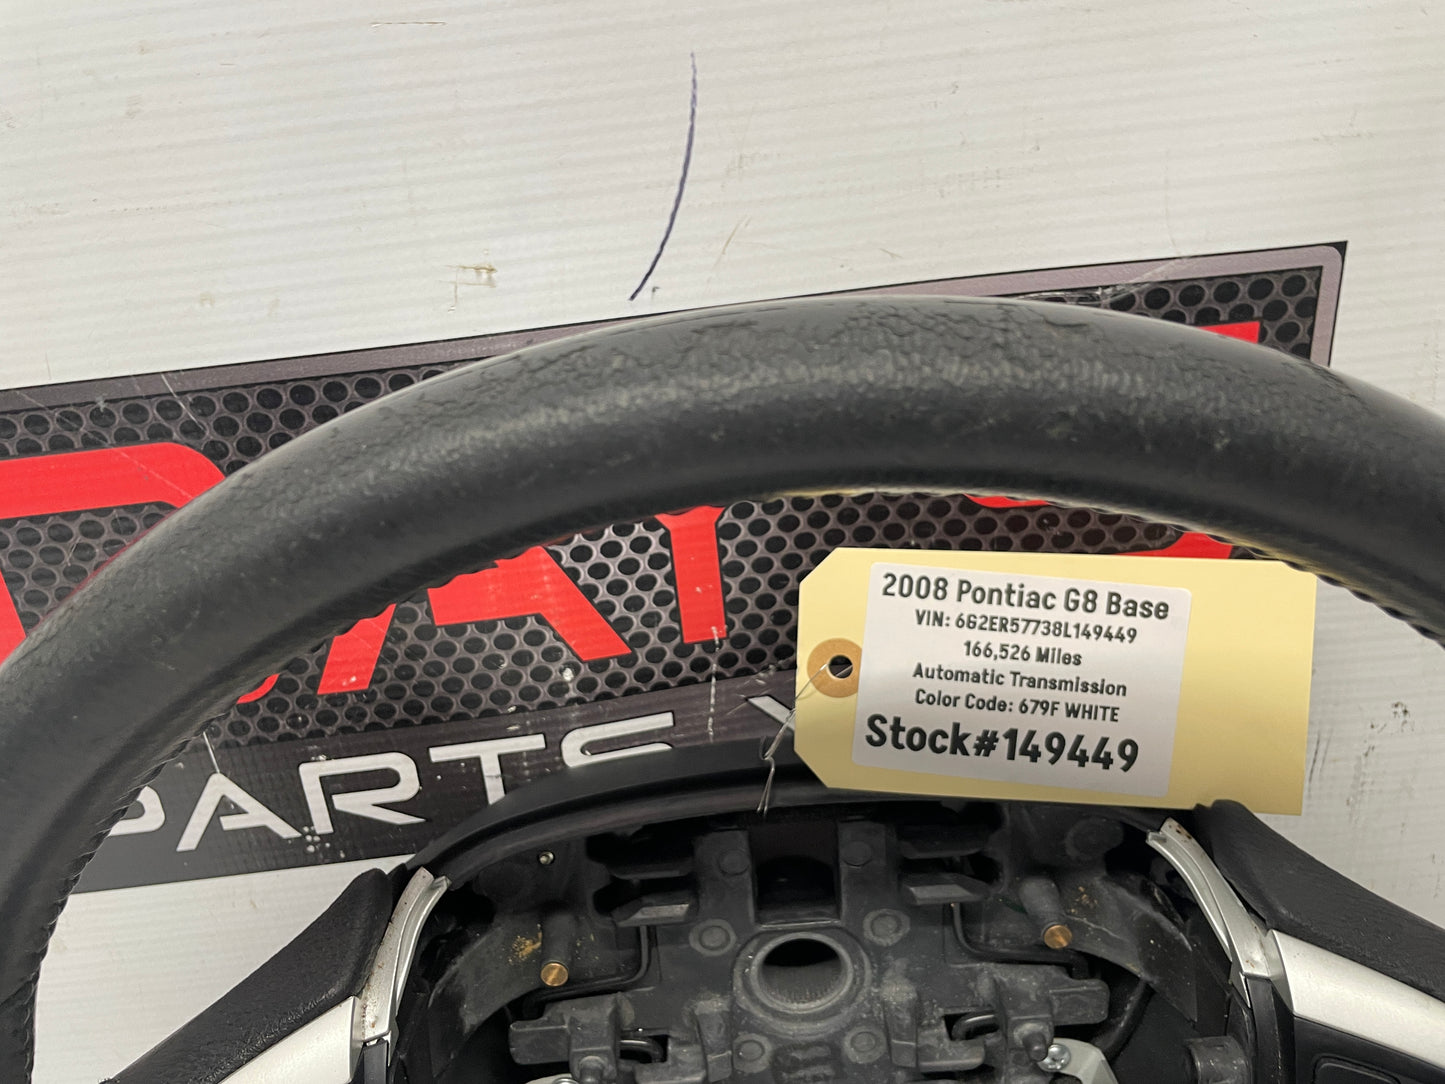 PARTS
2008 Pontiac G8 Base
VIN: 6G2ER57738L149449
166,526 Miles
Automatic Transmission
Color Code: 679F WHITE
Stock#149449